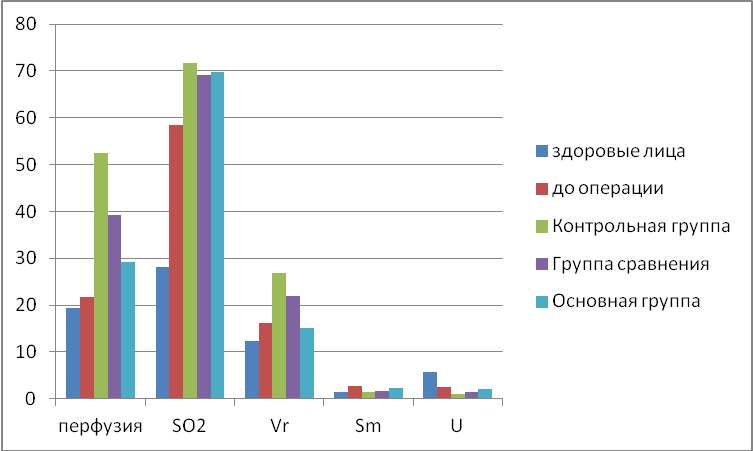 80
70
60
50
40
30
20
10
0
перфузия SO2 Vr Sm U
здоровые лица
до операции
Контрольная группа
Группа сравнения
Основная группа